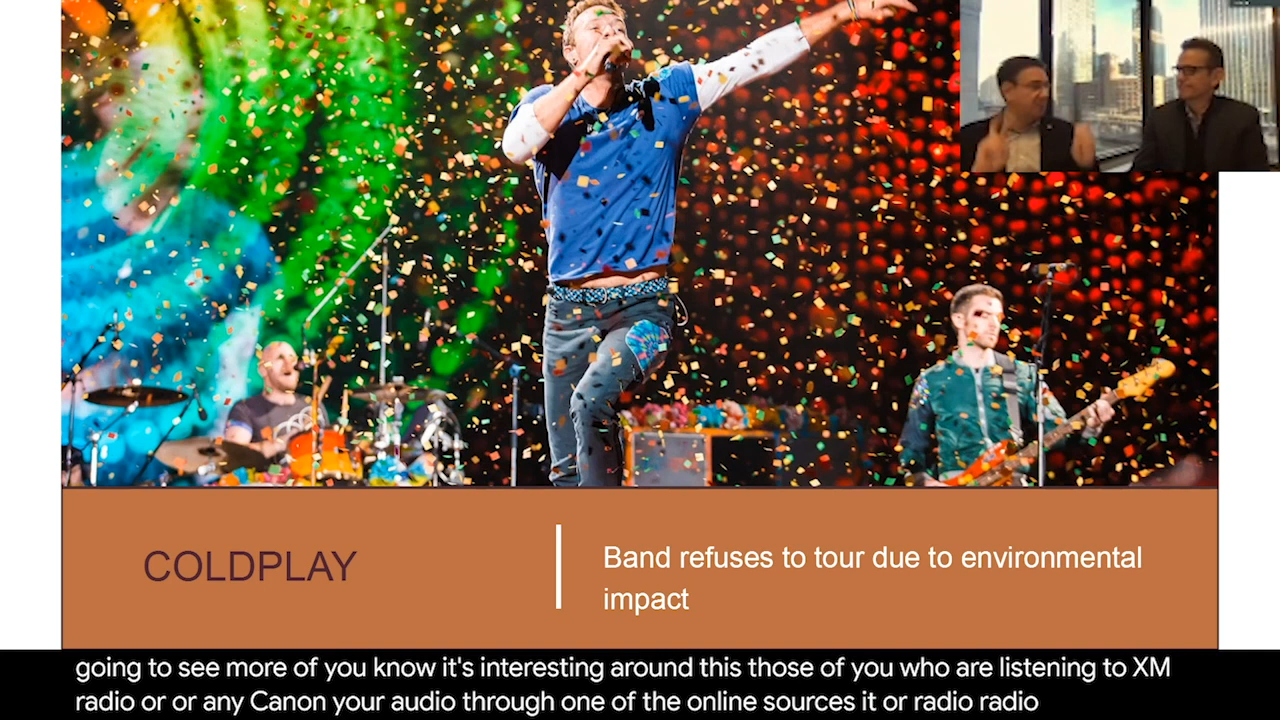 COLDPLAY
Band refuses to tour due to environmental
impact
going to see more of you know it's interesting around this those of you who are listening to XM
radio or or any Canon your audio through one of the online sources it or radio radio